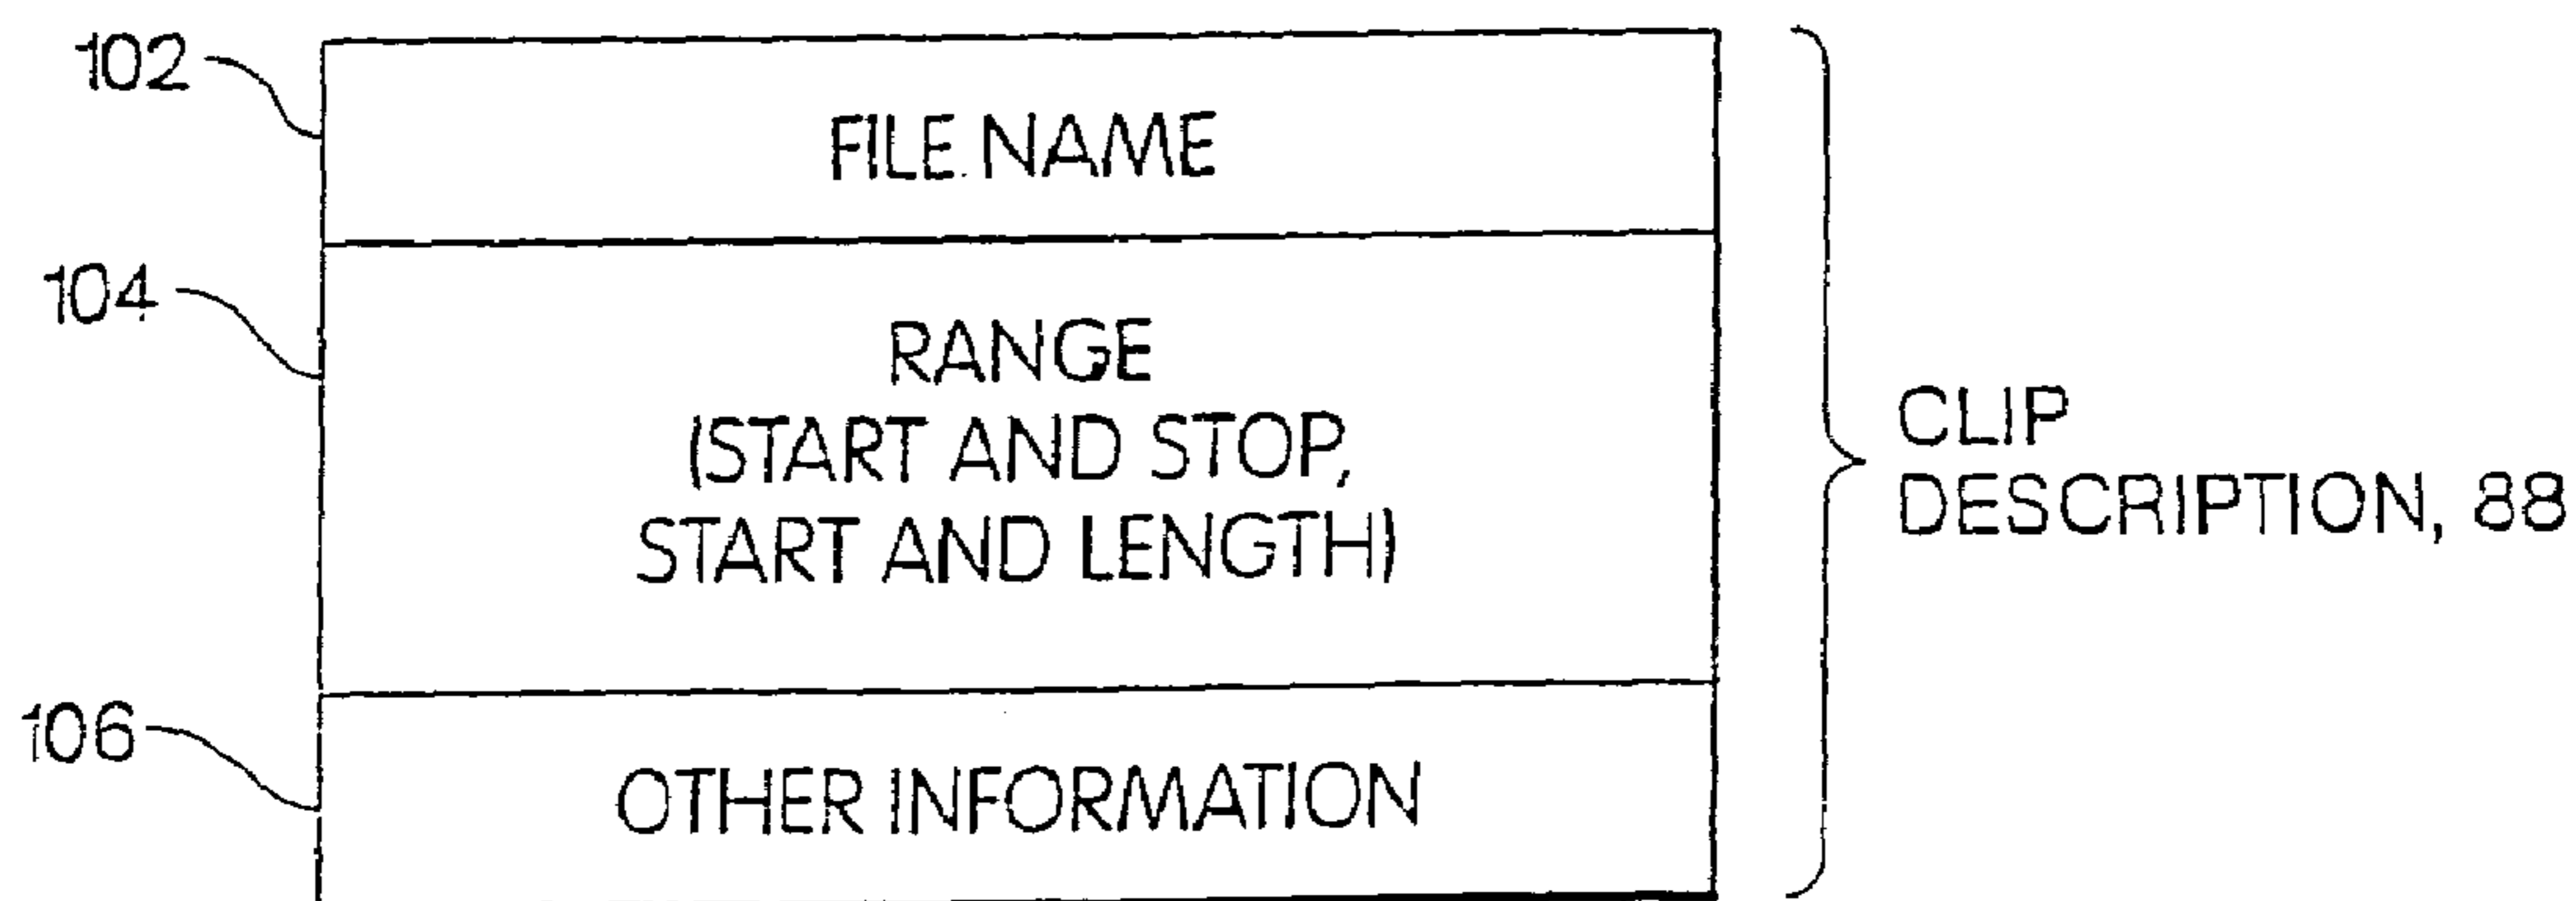 102
FILE NAME
104
RANGE
(START AND STOP,
START AND LENGTH)
CLIP
DESCRIPTION, 88
106
OTHER INFORMATION